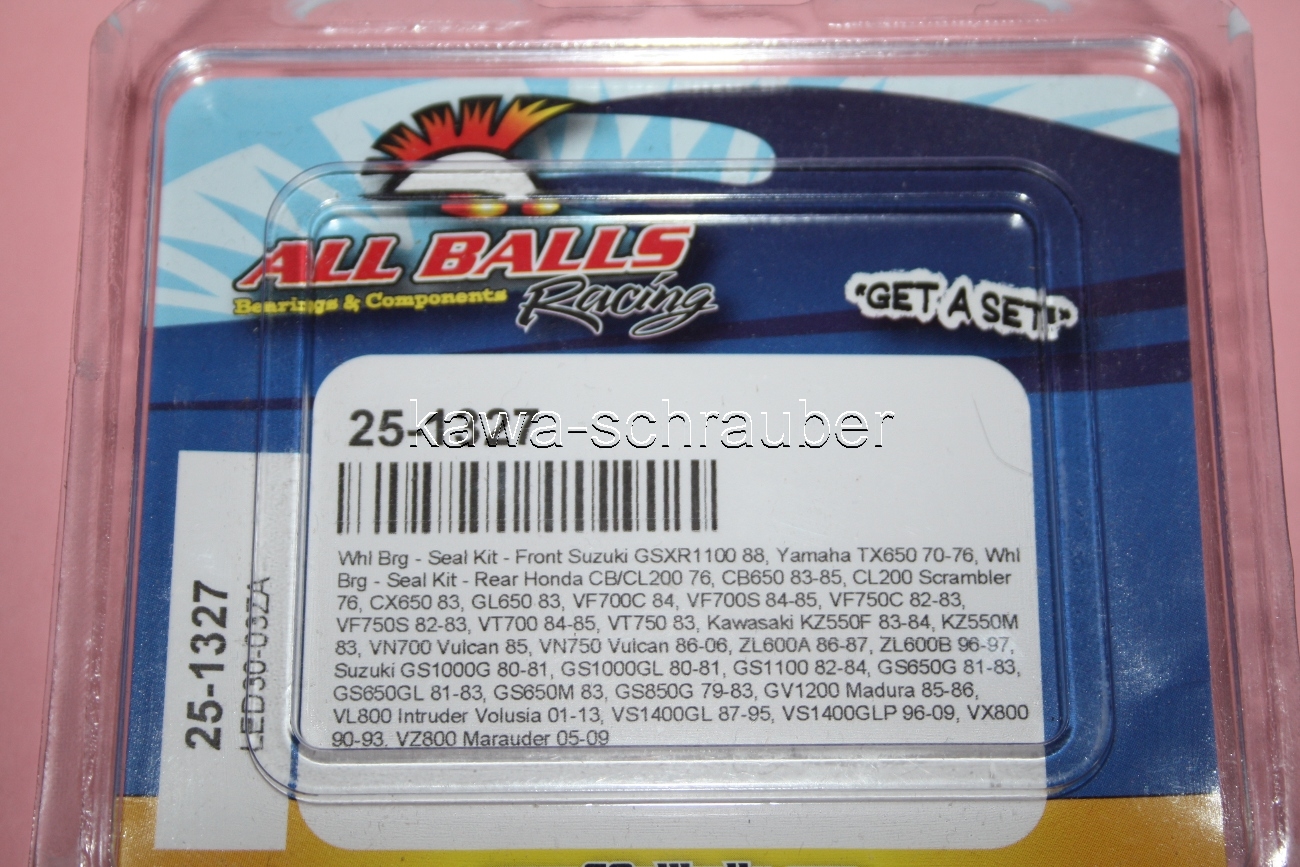 ALL BALLS
Racing
Bearings & Components
"GET A SET!"
25-1327
kawa-schrauber
Whl Brg - Seal Kit - Front Suzuki GSXR1100 88, Yamaha TX650 70-76, Whl
Brg - Seal Kit - Rear Honda CB/CL200 76, CB650 83-85, CL200 Scrambler
76, CX650 83, GL650 83, VF700C 84, VF700S 84-85, VF750C 82-83,
VF750S 82-83, VT700 84-85, VT750 83, Kawasaki KZ550F 83-84, KZ550M
83, VN700 Vulcan 85, VN750 Vulcan 86-06, ZL600A 86-87, ZL600B 96-97,
Suzuki GS1000G 80-81, GS1000GL 80-81, GS1100 82-84, GS650G 81-83,
GS650GL 81-83, GS650M 83, GS850G 79-83, GV1200 Madura 85-86,
VL800 Intruder Volusia 01-13, VS1400GL 87-95, VS1400GLP 96-09, VX800
90-93, VZ800 Marauder 05-09
25-1327
LED30-03ZA